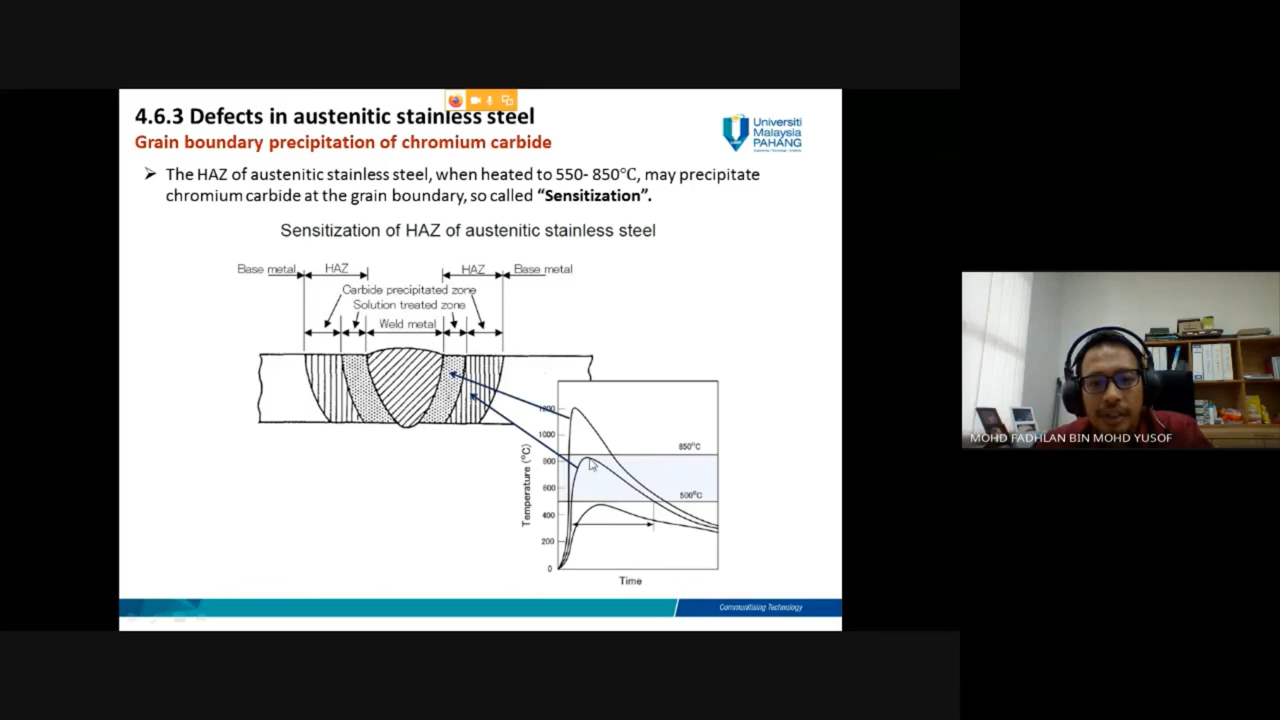 4.6.3 Defects in austenitic stainless steel
Grain boundary precipitation of chromium carbide
Universiti
Malaysia
PAHANG
➤ The HAZ of austenitic stainless steel, when heated to 550- 850℃, may precipitate
chromium carbide at the grain boundary, so called “Sensitization”.
Sensitization of HAZ of austenitic stainless steel
Base metal HAZ HAZ Base metal
Carbide precipitated zone
Solution treated zone
Weld metal
1200
1000
800
600
400
200
0
Temperature (°C)
850°C
500°C
Time
MOHD FADHLAN BIN MOHD YUSOF
Communitising Technology